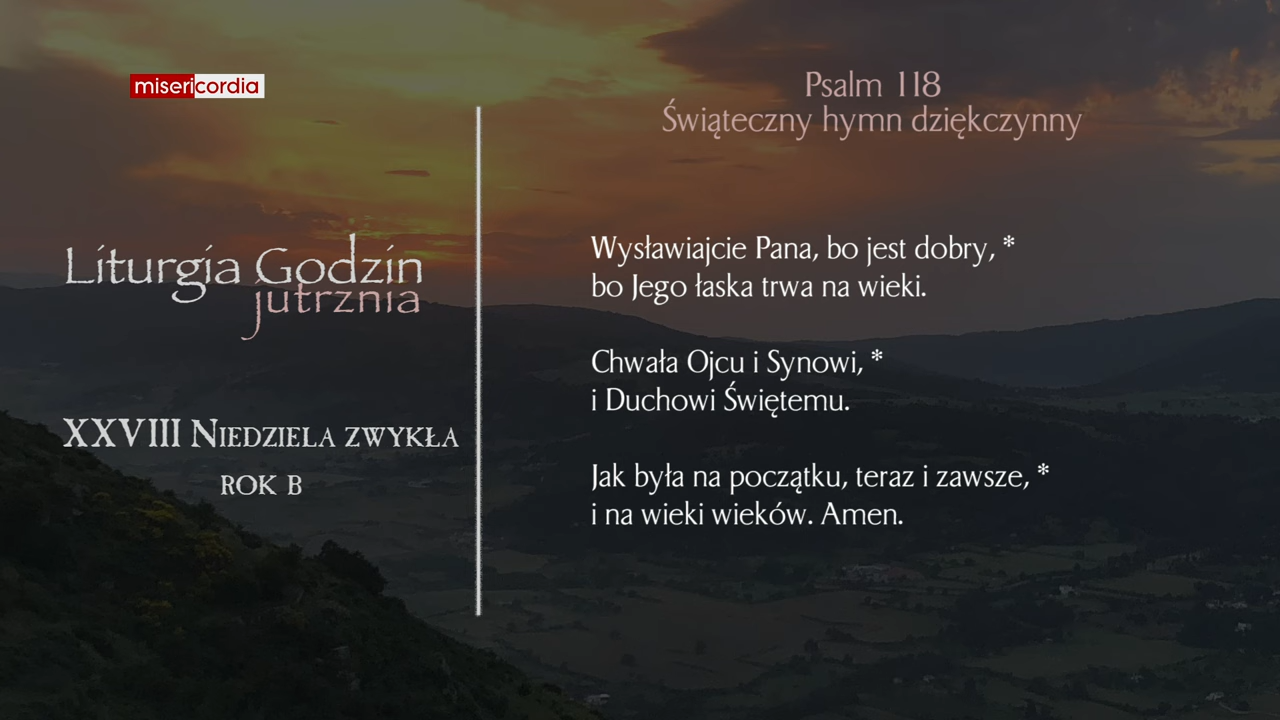 misericordia
Liturgia Godzin
jutrznia
XXVIII Niedziela zwykła
rok B
Psalm 118
Świąteczny hymn dziękczynny
Wysławiajcie Pana, bo jest dobry, *
bo Jego łaska trwa na wieki.
Chwała Ojcu i Synowi, *
i Duchowi Świętemu.
Jak była na początku, teraz i zawsze, *
i na wieki wieków. Amen.